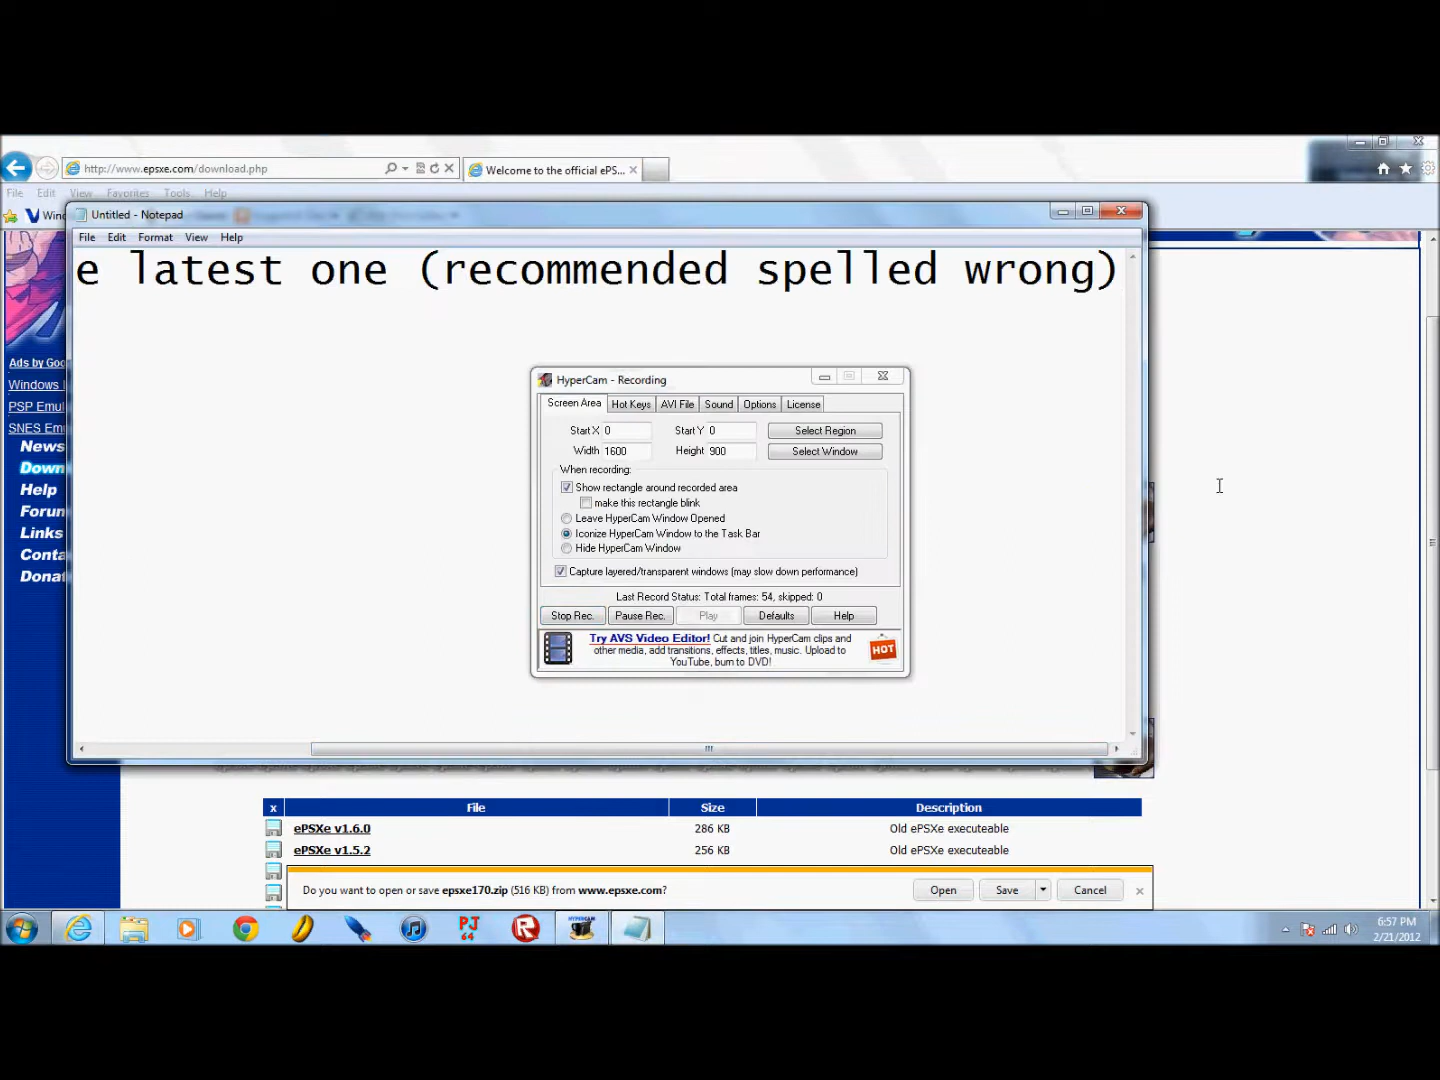 http://www.epsxe.com/download.php
Welcome to the official ePS...
File Edit View Favorites Tools Help
Untitled - Notepad
File Edit Format View Help
e latest one (recommended spelled wrong)
HyperCam - Recording
Screen Area Hot Keys AVI File Sound Options License
Start X 0 Start Y 0 Select Region
Width 1600 Height 900 Select Window
When recording:
Show rectangle around recorded area
make this rectangle blink
Leave HyperCam Window Opened
Iconize HyperCam Window to the Task Bar
Hide HyperCam Window
Capture layered/transparent windows (may slow down performance)
Last Record Status: Total frames: 54, skipped: 0
Stop Rec. Pause Rec. Play Defaults Help
Try AVS Video Editor! Cut and join HyperCam clips and
other media, add transitions, effects, titles, music. Upload to
YouTube, burn to DVD!
HOT
Ads by Goo
Windows
PSP Emul
SNES Emu
News
Down
Help
Forun
Links
Conta
Donat
x File Size Description
ePSXe v1.6.0 286 KB Old ePSXe executeable
ePSXe v1.5.2 256 KB Old ePSXe executeable
Do you want to open or save epsxe170.zip (516 KB) from www.epsxe.com?
Open Save Cancel
PJ
64
HYPERCAM
6:57 PM
2/21/2012